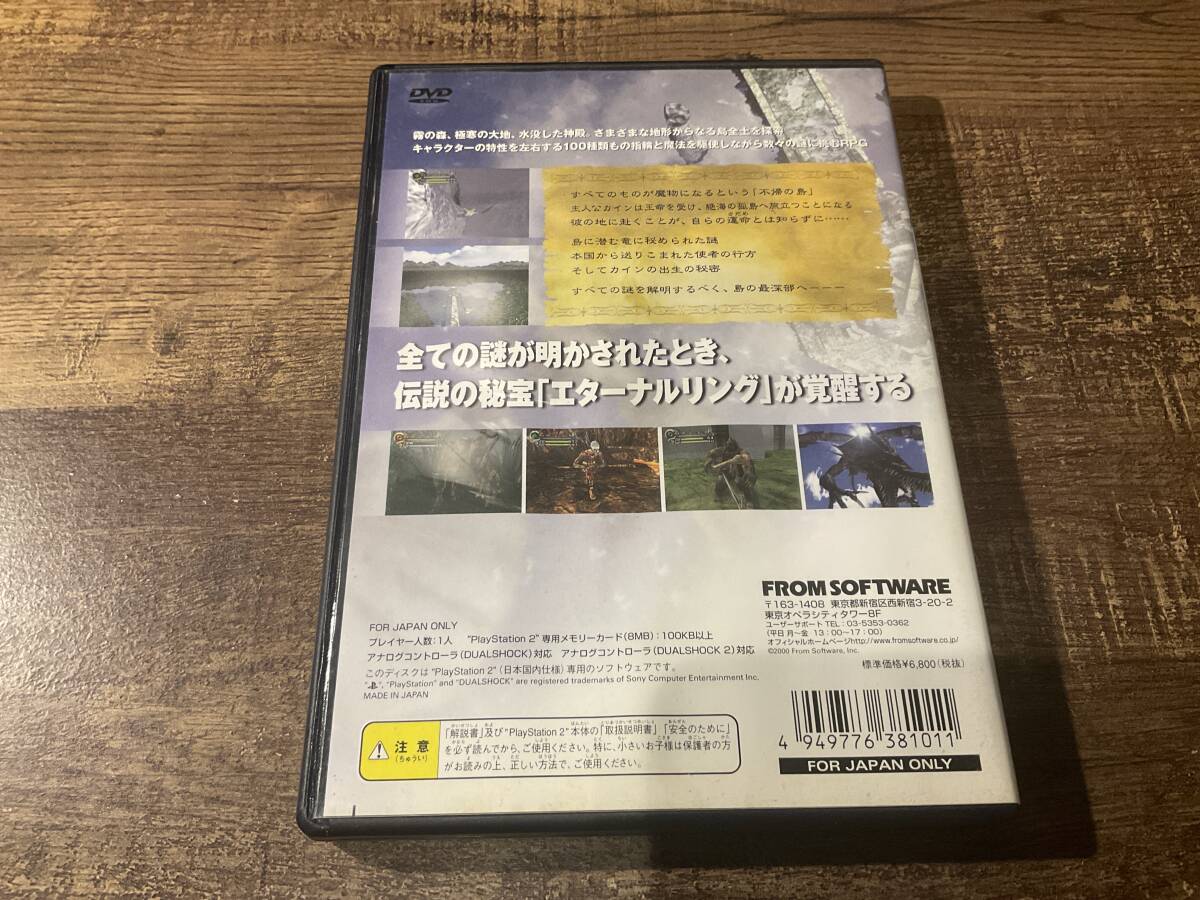 DVD
霧の森、極寒の大地、水没した神殿。さまざまな地形からなる島全土を探索
キャラクターの特性を左右する100種類もの指輪と魔法を駆使しながら数々の謎に挑むRPG
すべてのものが魔物になるという「不帰の島」
主人公カインは王命を受け、絶海の孤島へ旅立つことになる
彼の地に赴くことが、自らの運命とは知らずに……
さだめ
島に潜む竜に秘められた謎
本国から送りこまれた使者の行方
そしてカインの出生の秘密
すべての謎を解明するべく、島の最深部へーーー
全ての謎が明かされたとき、
伝説の秘宝「エターナルリング」が覚醒する
FROM SOFTWARE
〒163-1408 東京都新宿区西新宿3-20-2
東京オペラシティタワー8F
ユーザーサポート TEL:03-5353-0362
(平日 月〜金 13:00〜17:00)
オフィシャルホームページhttp://www.fromsoftware.co.jp/
©2000 From Software, Inc.
標準価格¥6,800(税抜)
FOR JAPAN ONLY
プレイヤー人数:1人 "PlayStation 2"専用メモリーカード(8MB):100KB以上
アナログコントローラ(DUALSHOCK)対応 アナログコントローラ(DUALSHOCK 2)対応
このディスクは"PlayStation 2"(日本国内仕様)専用のソフトウェアです。
"PS", "PlayStation" and "DUALSHOCK" are registered trademarks of Sony Computer Entertainment Inc.
MADE IN JAPAN
注意
(ちゅうい)
「解説書」及び"PlayStation 2"本体の「取扱説明書」「安全のために」
を必ず読んでから、ご使用ください。特に、小さいお子様は保護者の方
がお読みの上、正しい方法で、ご使用ください。
4 949776 381011
FOR JAPAN ONLY